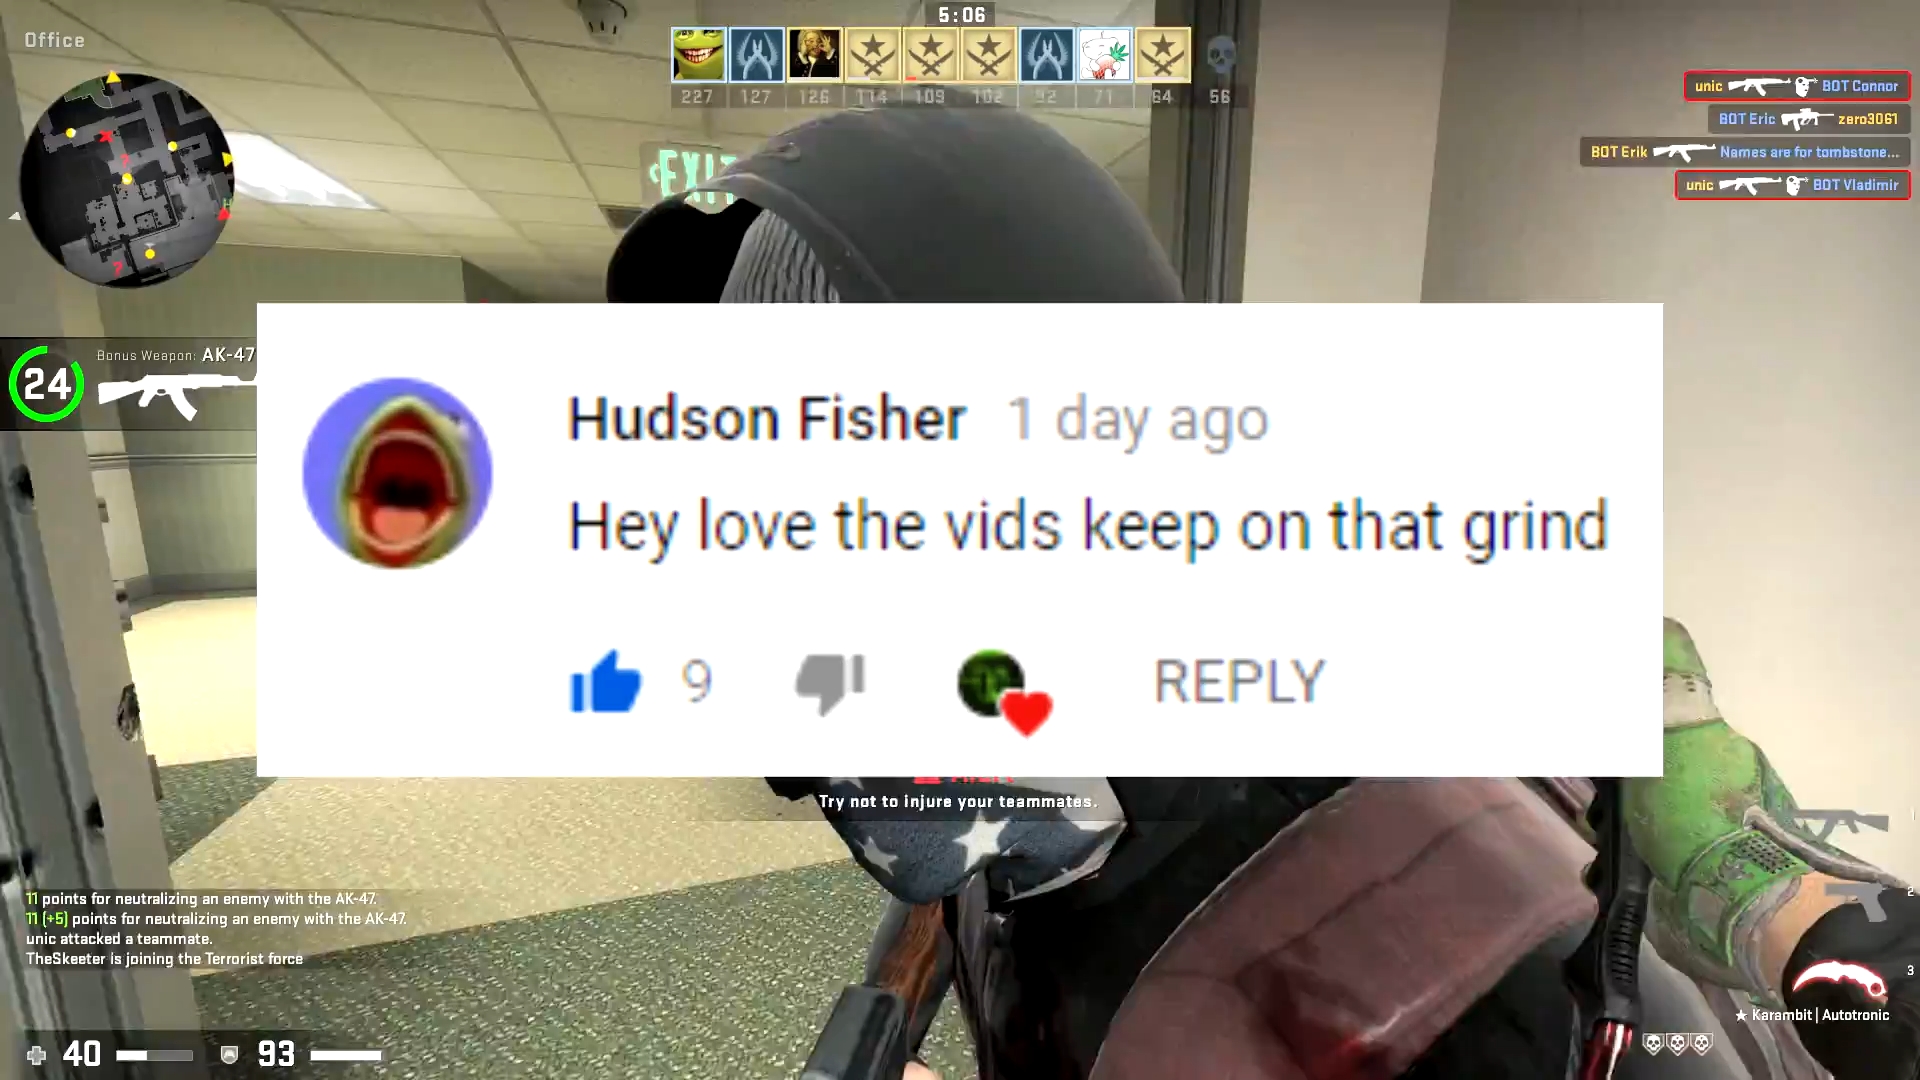 5:06
Office
227 127 126 114 109 102 92 71 64 56
unic BOT Connor
BOT Eric zero3061
BOT Erik Names are for tombstone...
unic BOT Vladimir
EXIT
24
Bonus Weapon: AK-47
Hudson Fisher 1 day ago
Hey love the vids keep on that grind
9 REPLY
Try not to injure your teammates.
11 points for neutralizing an enemy with the AK-47.
11 (+5) points for neutralizing an enemy with the AK-47.
unic attacked a teammate.
TheSkeeter is joining the Terrorist force
2
3
★ Karambit | Autotronic
40 93